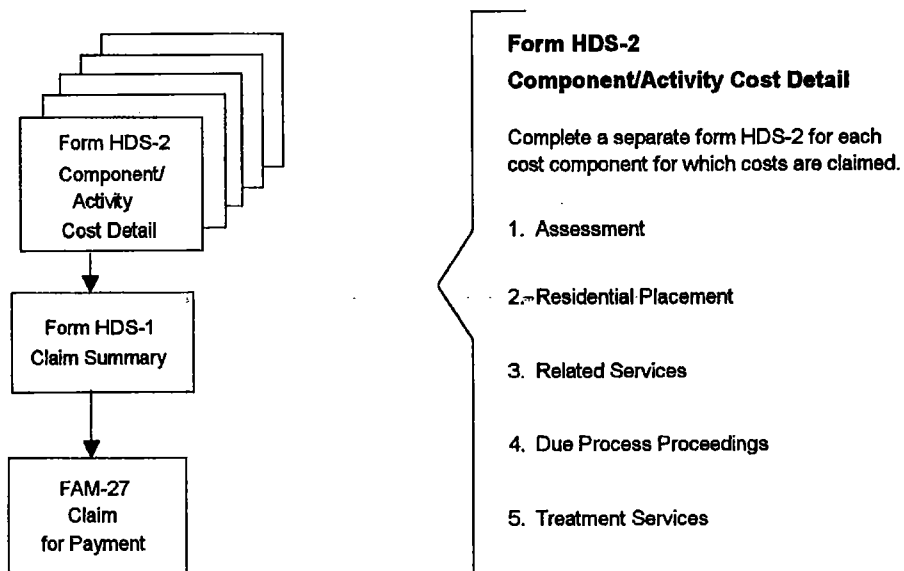 Form HDS-2
Component/
Activity
Cost Detail
Form HDS-1
Claim Summary
FAM-27
Claim
for Payment
Form HDS-2
Component/Activity Cost Detail
Complete a separate form HDS-2 for each
cost component for which costs are claimed.
1. Assessment
2. Residential Placement
3. Related Services
4. Due Process Proceedings
5. Treatment Services